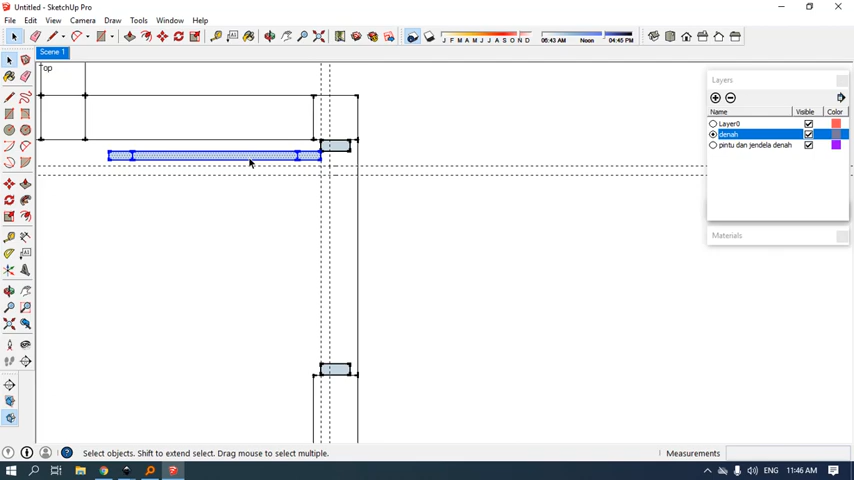 Untitled - SketchUp Pro
File Edit View Camera Draw Tools Window Help
J F M A M J J A S O N D 06:43 AM Noon 04:45 PM
Scene 1
Top
Layers
Name Visible Color
Layer0
denah
pintu dan jendela denah
Materials
Select objects. Shift to extend select. Drag mouse to select multiple.
Measurements
ENG 11:46 AM